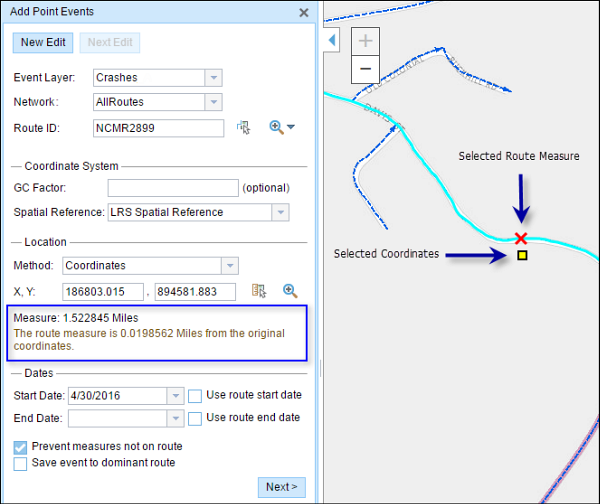 Add Point Events
New Edit
Next Edit
Event Layer: Crashes
Network: AllRoutes
Route ID: NCMR2899
Coordinate System
GC Factor: (optional)
Spatial Reference: LRS Spatial Reference
Location
Method: Coordinates
X, Y: 186803.015 , 894581.883
Measure: 1.522845 Miles
The route measure is 0.0198562 Miles from the original
coordinates.
Dates
Start Date: 4/30/2016 Use route start date
End Date: Use route end date
Prevent measures not on route
Save event to dominant route
Next >
+
−
DAVIS
Selected Route Measure
Selected Coordinates